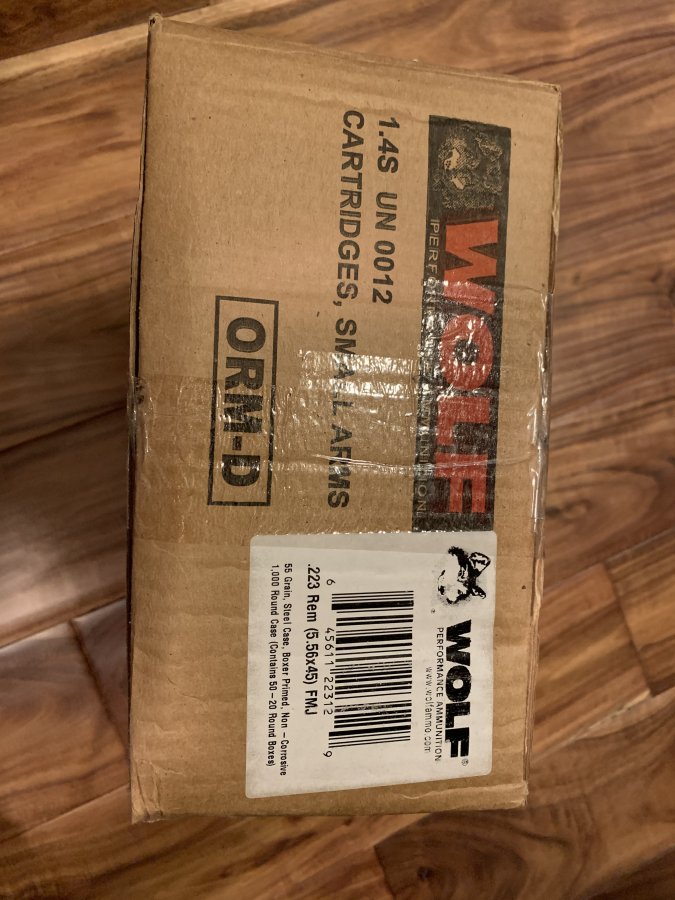 WOLF
PERFORMANCE AMMUNITION
1.4S UN 0012
CARTRIDGES, SMALL ARMS
ORM-D
WOLF®
PERFORMANCE AMMUNITION
www.wolfammo.com
6 45611 22312 9
.223 Rem (5.56x45) FMJ
55 Grain, Steel Case, Boxer Primed, Non – Corrosive
1,000 Round Case (Contains 50 – 20 Round Boxes)